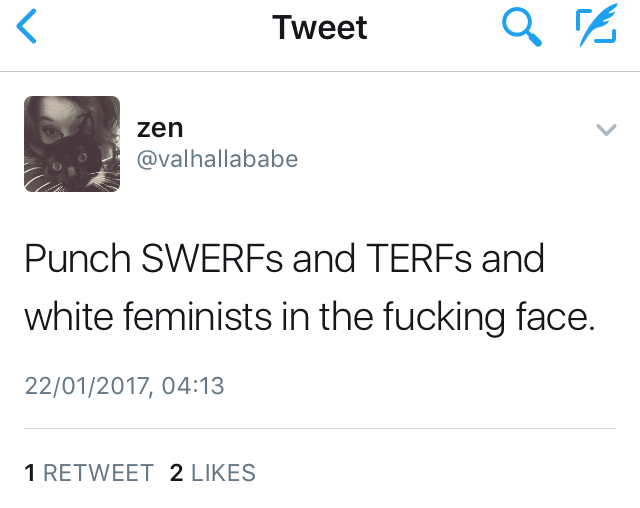 Tweet
zen
@valhallababe
Punch SWERFs and TERFs and
white feminists in the fucking face.
22/01/2017, 04:13
1 RETWEET 2 LIKES